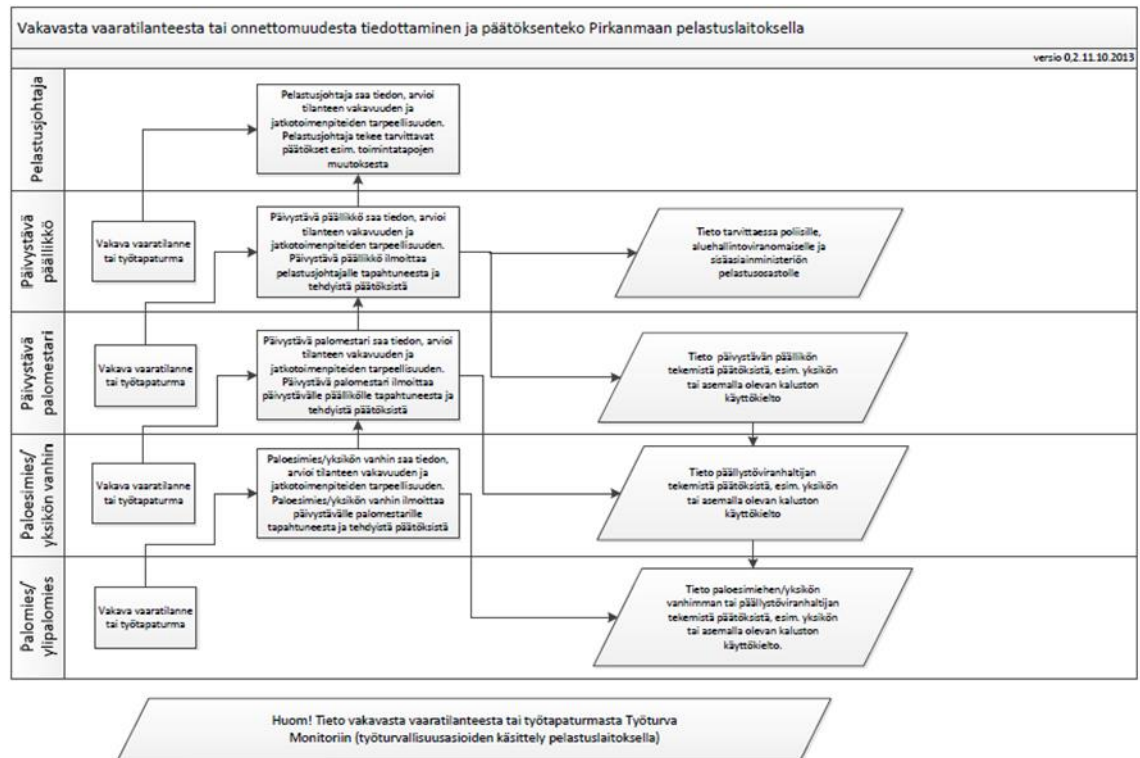 Vakavasta vaaratilanteesta tai onnettomuudesta tiedottaminen ja päätöksenteko Pirkanmaan pelastuslaitoksella
versio 0,2. 11.10.2013
Pelastusjohtaja
Pelastusjohtaja saa tiedon, arvioi
tilanteen vakavuuden ja
jatkotoimenpiteiden tarpeellisuuden.
Pelastusjohtaja tekee tarvittavat
päätökset esim. toimintatapojen
muutoksesta
Päivystävä
päällikkö
Vakava vaaratilanne
tai työtapaturma
Päivystävä päällikkö saa tiedon, arvioi
tilanteen vakavuuden ja
jatkotoimenpiteiden tarpeellisuuden.
Päivystävä päällikkö ilmoittaa
pelastusjohtajalle tapahtuneesta ja
tehdyistä päätöksistä
Tieto tarvittaessa poliisille,
aluehallintoviranomaiselle ja
sisäasiainministeriön
pelastusosastolle
Päivystävä
palomestari
Vakava vaaratilanne
tai työtapaturma
Päivystävä palomestari saa tiedon, arvioi
tilanteen vakavuuden ja
jatkotoimenpiteiden tarpeellisuuden.
Päivystävä palomestari ilmoittaa
päivystävälle päällikölle tapahtuneesta ja
tehdyistä päätöksistä
Tieto päivystävän päällikön
tekemistä päätöksistä, esim. yksikön
tai asemalla olevan kaluston
käyttökielto
Paloesimies/
yksikön vanhin
Vakava vaaratilanne
tai työtapaturma
Paloesimies/yksikön vanhin saa tiedon,
arvioi tilanteen vakavuuden ja
jatkotoimenpiteiden tarpeellisuuden.
Paloesimies/yksikön vanhin ilmoittaa
päivystävälle palomestarille
tapahtuneesta ja tehdyistä päätöksistä
Tieto päällystöviranhaltijan
tekemistä päätöksistä, esim. yksikön
tai asemalla olevan kaluston
käyttökielto
Palomies/
ylipalomies
Vakava vaaratilanne
tai työtapaturma
Tieto paloesimiehen/yksikön
vanhimman tai päällystöviranhaltijan
tekemistä päätöksistä, esim. yksikön
tai asemalla olevan kaluston
käyttökielto.
Huom! Tieto vakavasta vaaratilanteesta tai työtapaturmasta Työturva
Monitoriin (työturvallisuusasioiden käsittely pelastuslaitoksella)